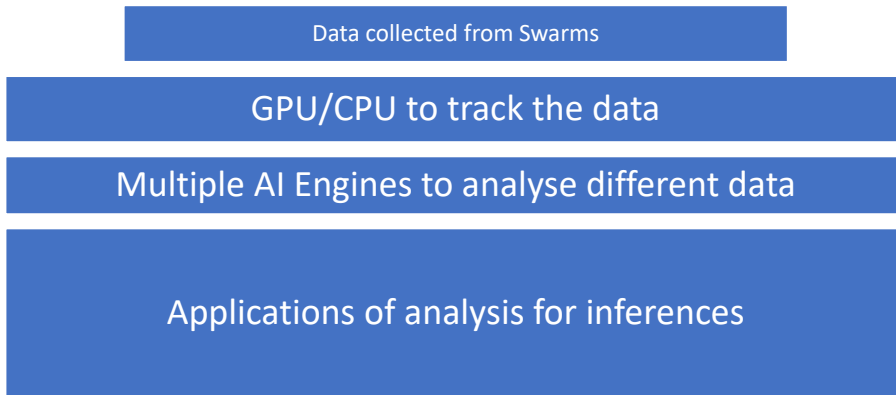 Data collected from Swarms
GPU/CPU to track the data
Multiple AI Engines to analyse different data
Applications of analysis for inferences